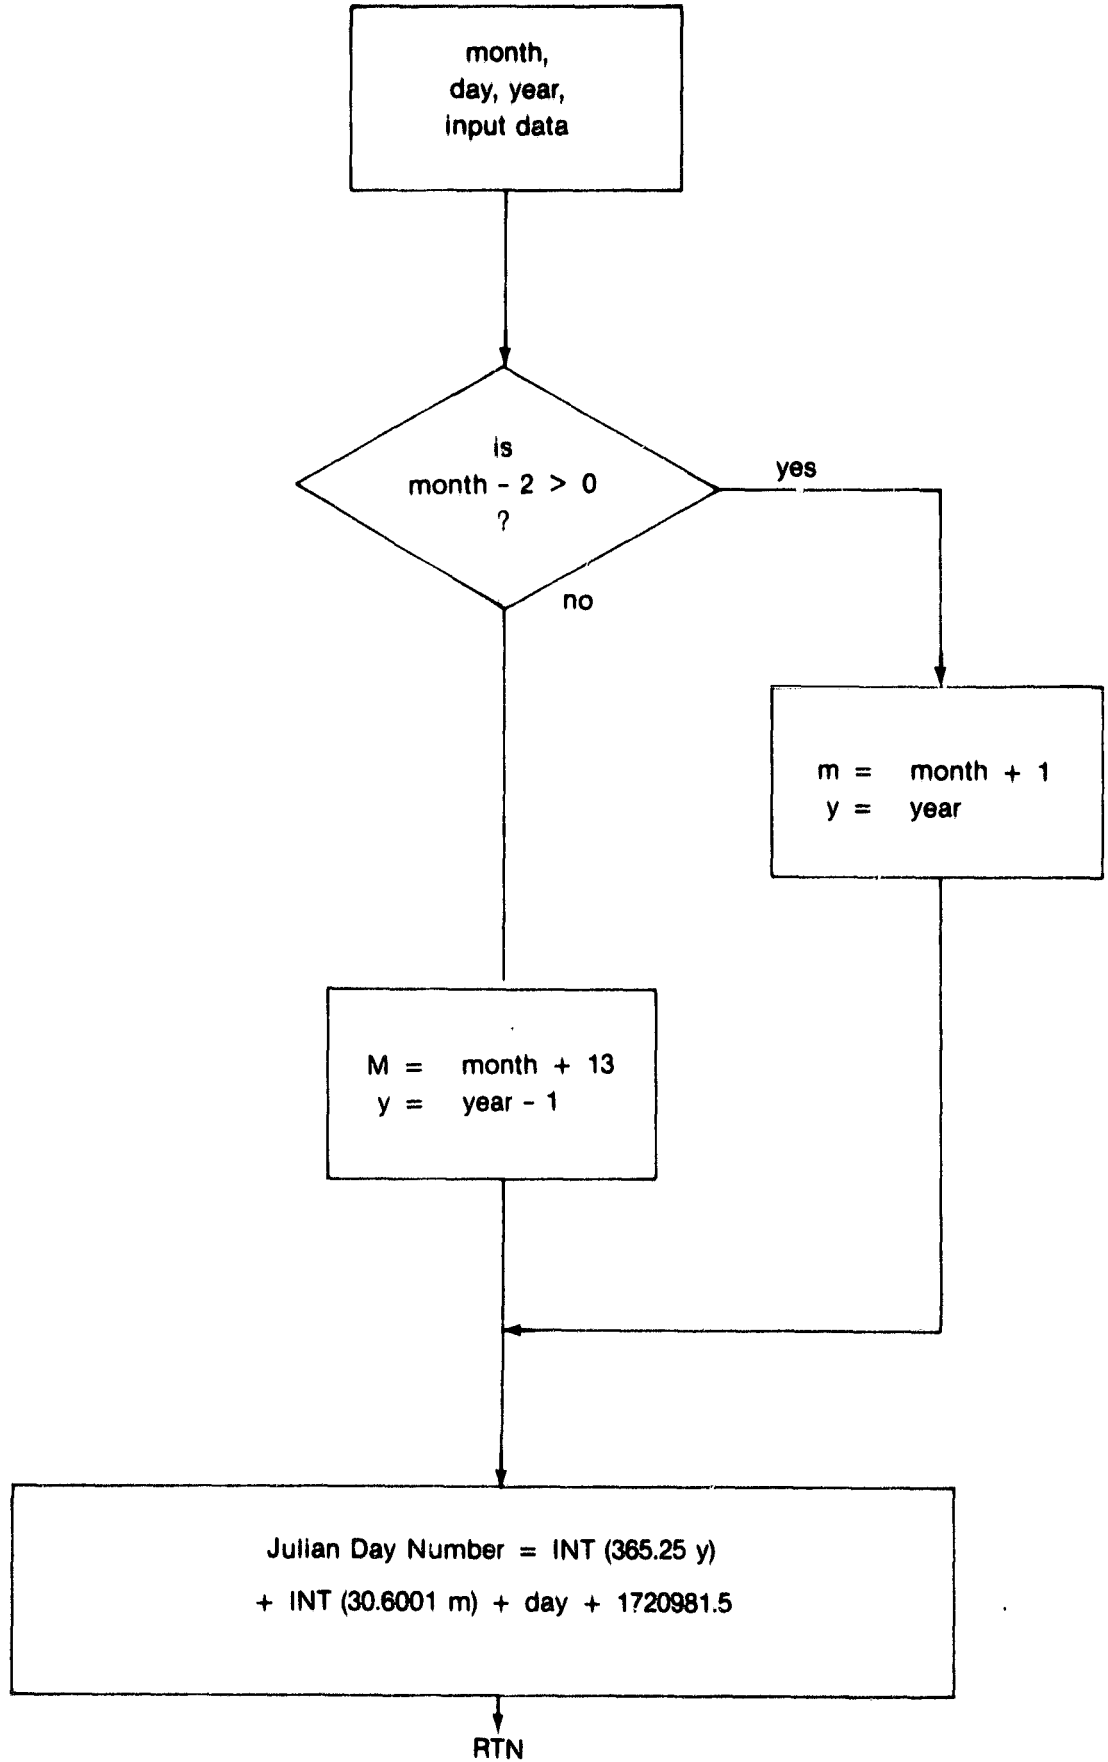 month,
day, year,
input data
is
month - 2 > 0
?
yes
no
m = month + 1
y = year
M = month + 13
y = year - 1
Julian Day Number = INT (365.25 y)
+ INT (30.6001 m) + day + 1720981.5
RTN